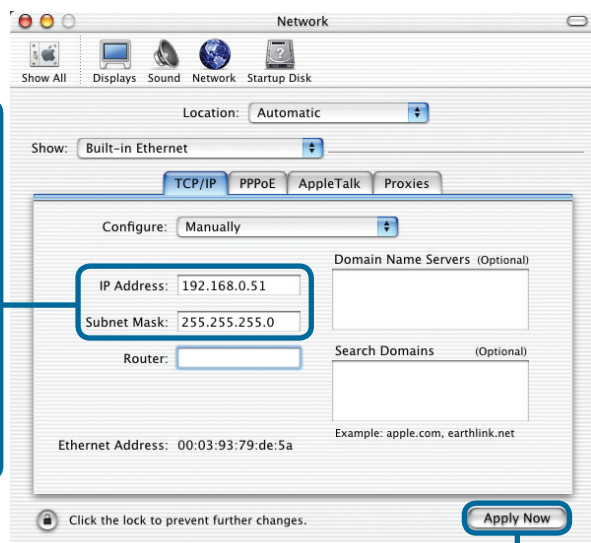 Network
Show All Displays Sound Network Startup Disk
Location: Automatic
Show: Built-in Ethernet
TCP/IP PPPoE AppleTalk Proxies
Configure: Manually
Domain Name Servers (Optional)
IP Address: 192.168.0.51
Subnet Mask: 255.255.255.0
Router:
Search Domains (Optional)
Example: apple.com, earthlink.net
Ethernet Address: 00:03:93:79:de:5a
Click the lock to prevent further changes.
Apply Now